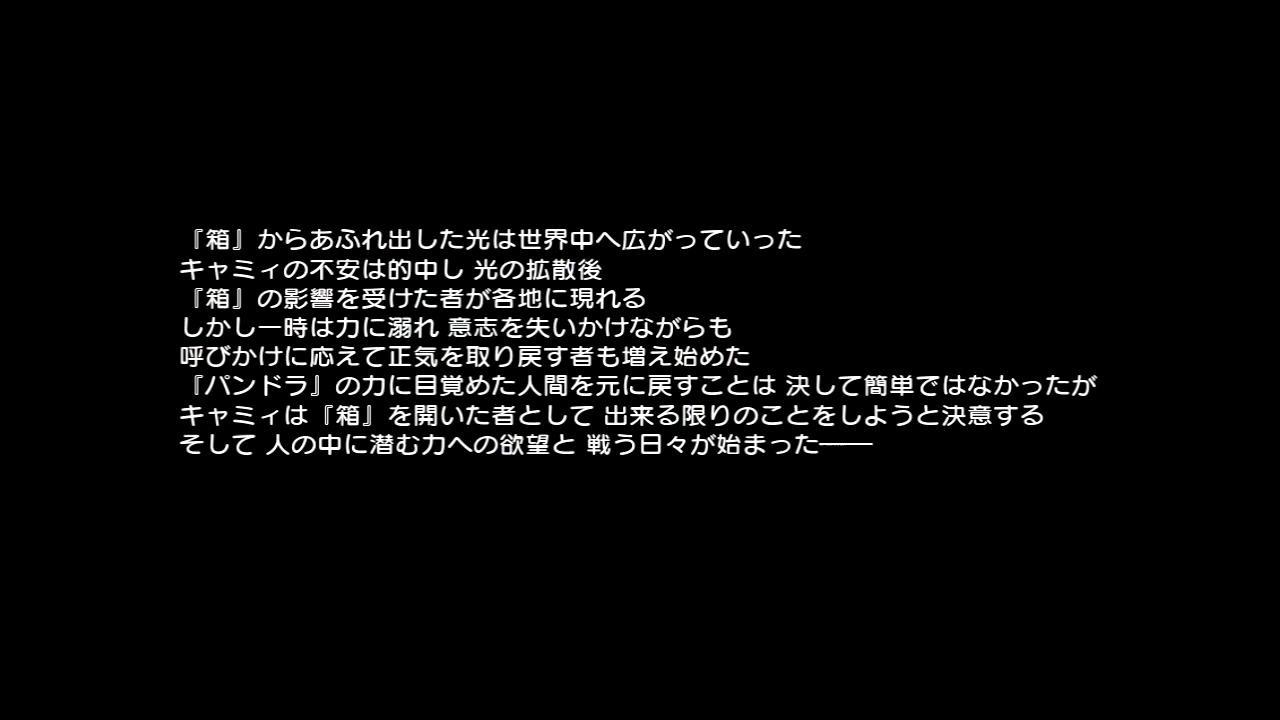 『箱』からあふれ出した光は世界中へ広がっていった
キャミィの不安は的中し 光の拡散後
『箱』の影響を受けた者が各地に現れる
しかし一時は力に溺れ 意志を失いかけながらも
呼びかけに応えて正気を取り戻す者も増え始めた
『パンドラ』の力に目覚めた人間を元に戻すことは 決して簡単ではなかったが
キャミィは『箱』を開いた者として 出来る限りのことをしようと決意する
そして 人の中に潜む力への欲望と 戦う日々が始まった――